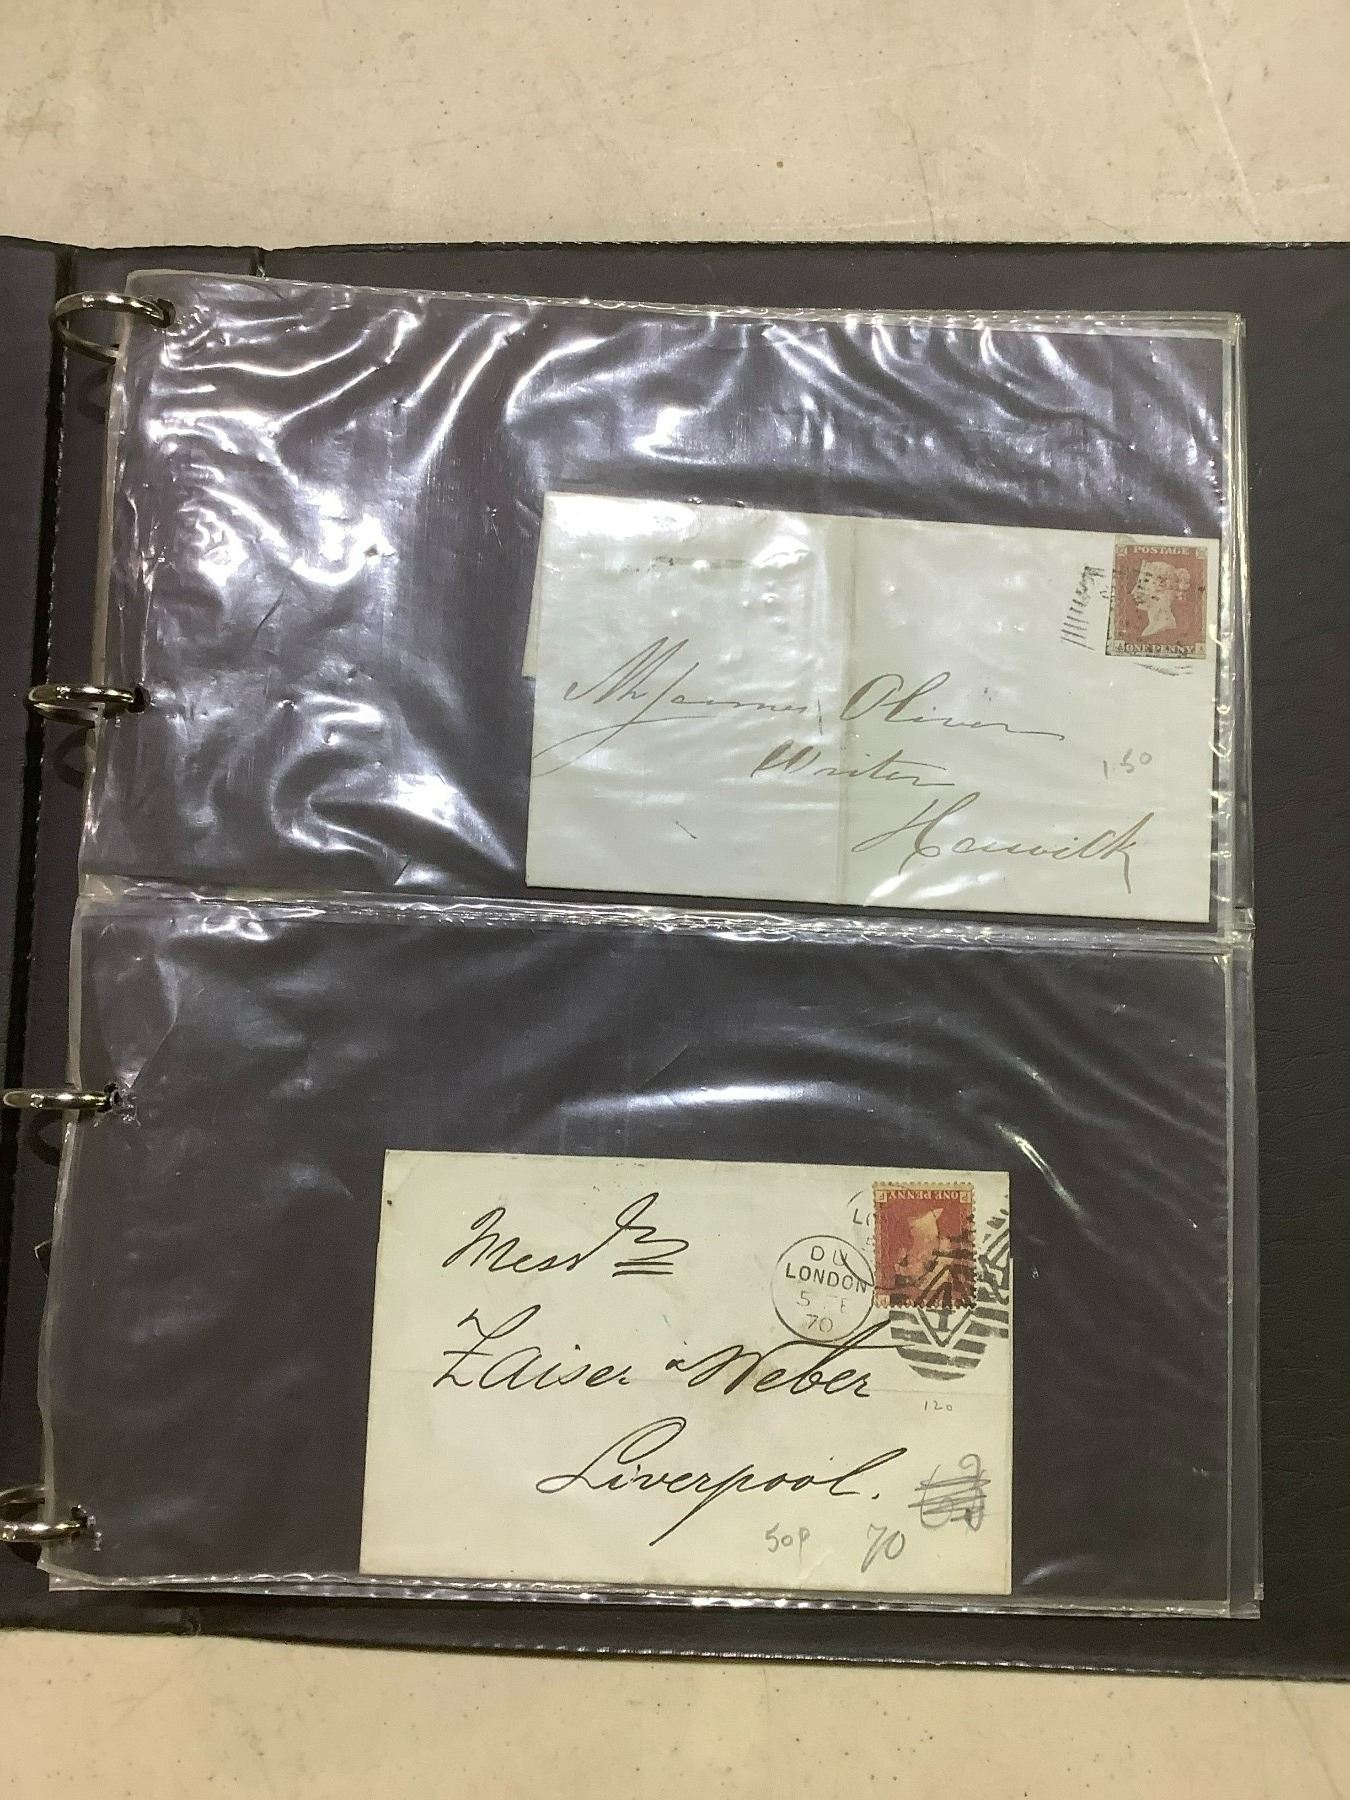 POSTAGE
ONE PENNY
Mr James Oliver
Writer
Hawick
1.50
ONE PENNY
DU
LONDON
5 FE
70
Messrs
Zaiser & Weber
Liverpool.
120
50p 70